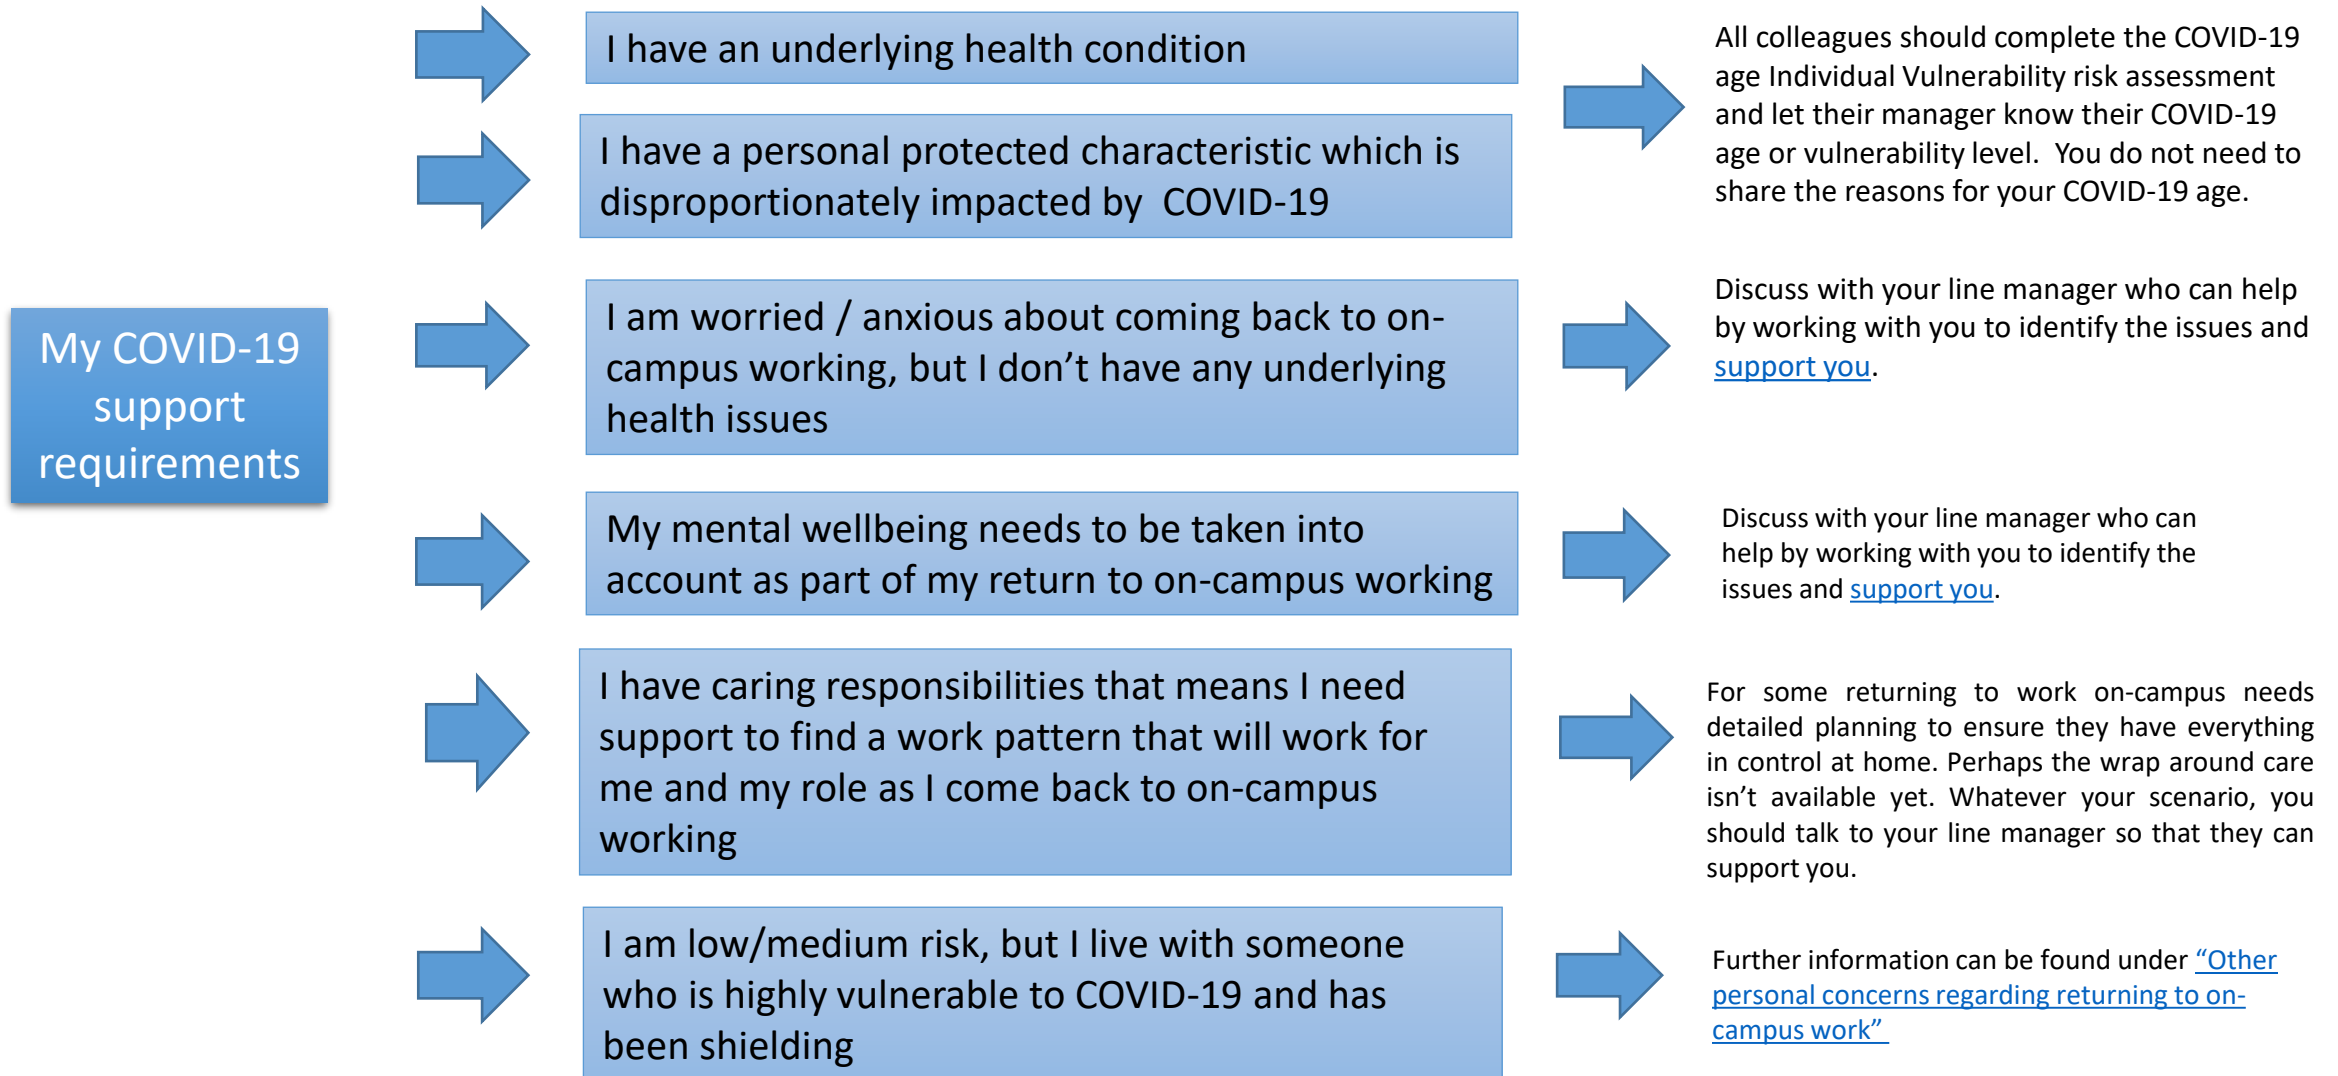 My COVID-19
support
requirements
I have an underlying health condition
I have a personal protected characteristic which is
disproportionately impacted by COVID-19
All colleagues should complete the COVID-19
age Individual Vulnerability risk assessment
and let their manager know their COVID-19
age or vulnerability level. You do not need to
share the reasons for your COVID-19 age.
I am worried / anxious about coming back to on-
campus working, but I don’t have any underlying
health issues
Discuss with your line manager who can help
by working with you to identify the issues and
support you.
My mental wellbeing needs to be taken into
account as part of my return to on-campus working
Discuss with your line manager who can
help by working with you to identify the
issues and support you.
I have caring responsibilities that means I need
support to find a work pattern that will work for
me and my role as I come back to on-campus
working
For some returning to work on-campus needs
detailed planning to ensure they have everything
in control at home. Perhaps the wrap around care
isn’t available yet. Whatever your scenario, you
should talk to your line manager so that they can
support you.
I am low/medium risk, but I live with someone
who is highly vulnerable to COVID-19 and has
been shielding
Further information can be found under “Other
personal concerns regarding returning to on-
campus work”